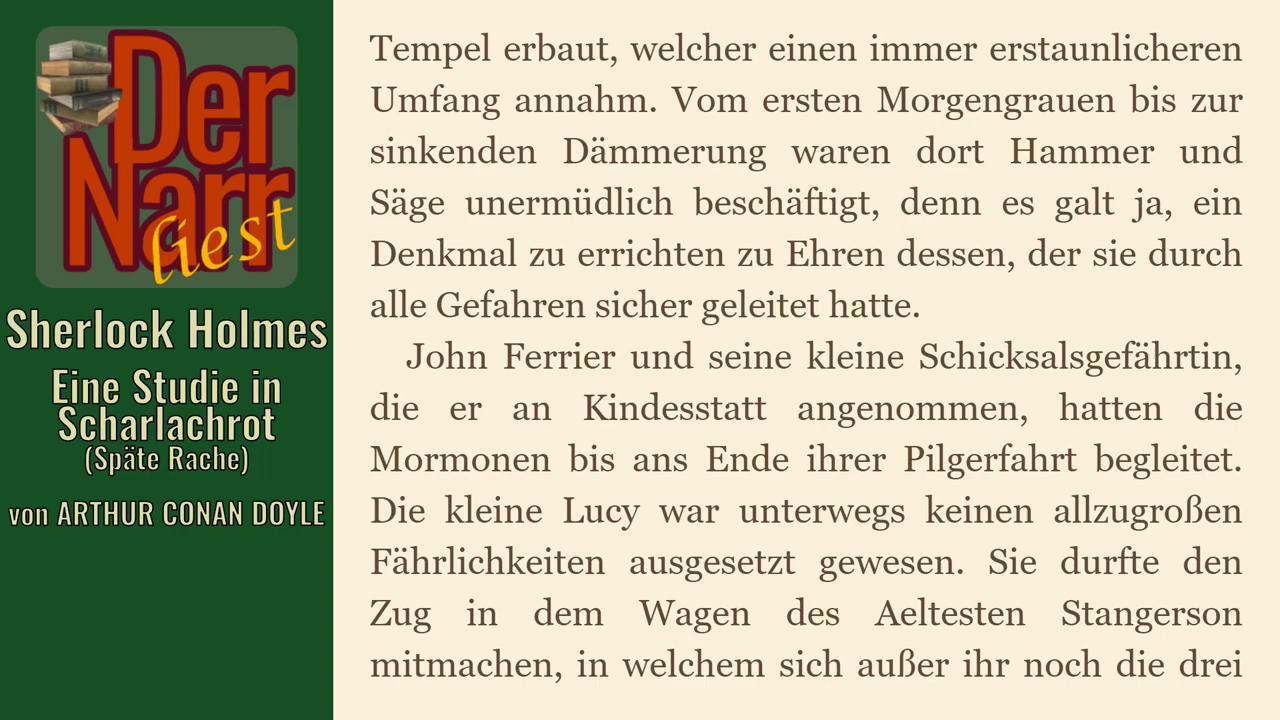 Der
Narr
liest
Sherlock Holmes
Eine Studie in
Scharlachrot
(Späte Rache)
von ARTHUR CONAN DOYLE
Tempel erbaut, welcher einen immer erstaunlicheren
Umfang annahm. Vom ersten Morgengrauen bis zur
sinkenden Dämmerung waren dort Hammer und
Säge unermüdlich beschäftigt, denn es galt ja, ein
Denkmal zu errichten zu Ehren dessen, der sie durch
alle Gefahren sicher geleitet hatte.
John Ferrier und seine kleine Schicksalsgefährtin,
die er an Kindesstatt angenommen, hatten die
Mormonen bis ans Ende ihrer Pilgerfahrt begleitet.
Die kleine Lucy war unterwegs keinen allzugroßen
Fährlichkeiten ausgesetzt gewesen. Sie durfte den
Zug in dem Wagen des Aeltesten Stangerson
mitmachen, in welchem sich außer ihr noch die drei